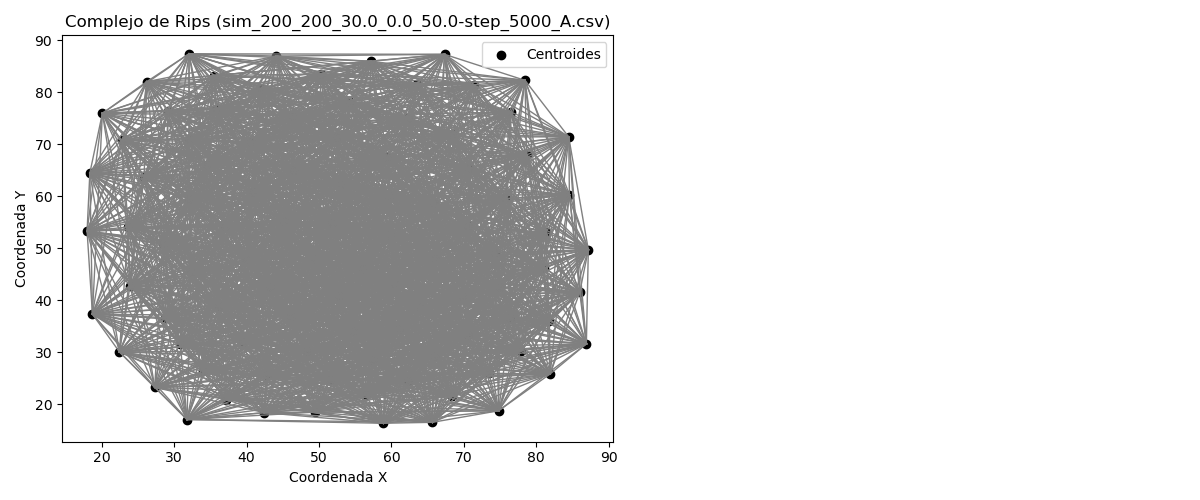 Complejo de Rips (sim_200_200_30.0_0.0_50.0-step_5000_A.csv)
90
Centroides
80
70
60
50
40
30
20
Coordenada Y
20 30 40 50 60 70 80 90
Coordenada X